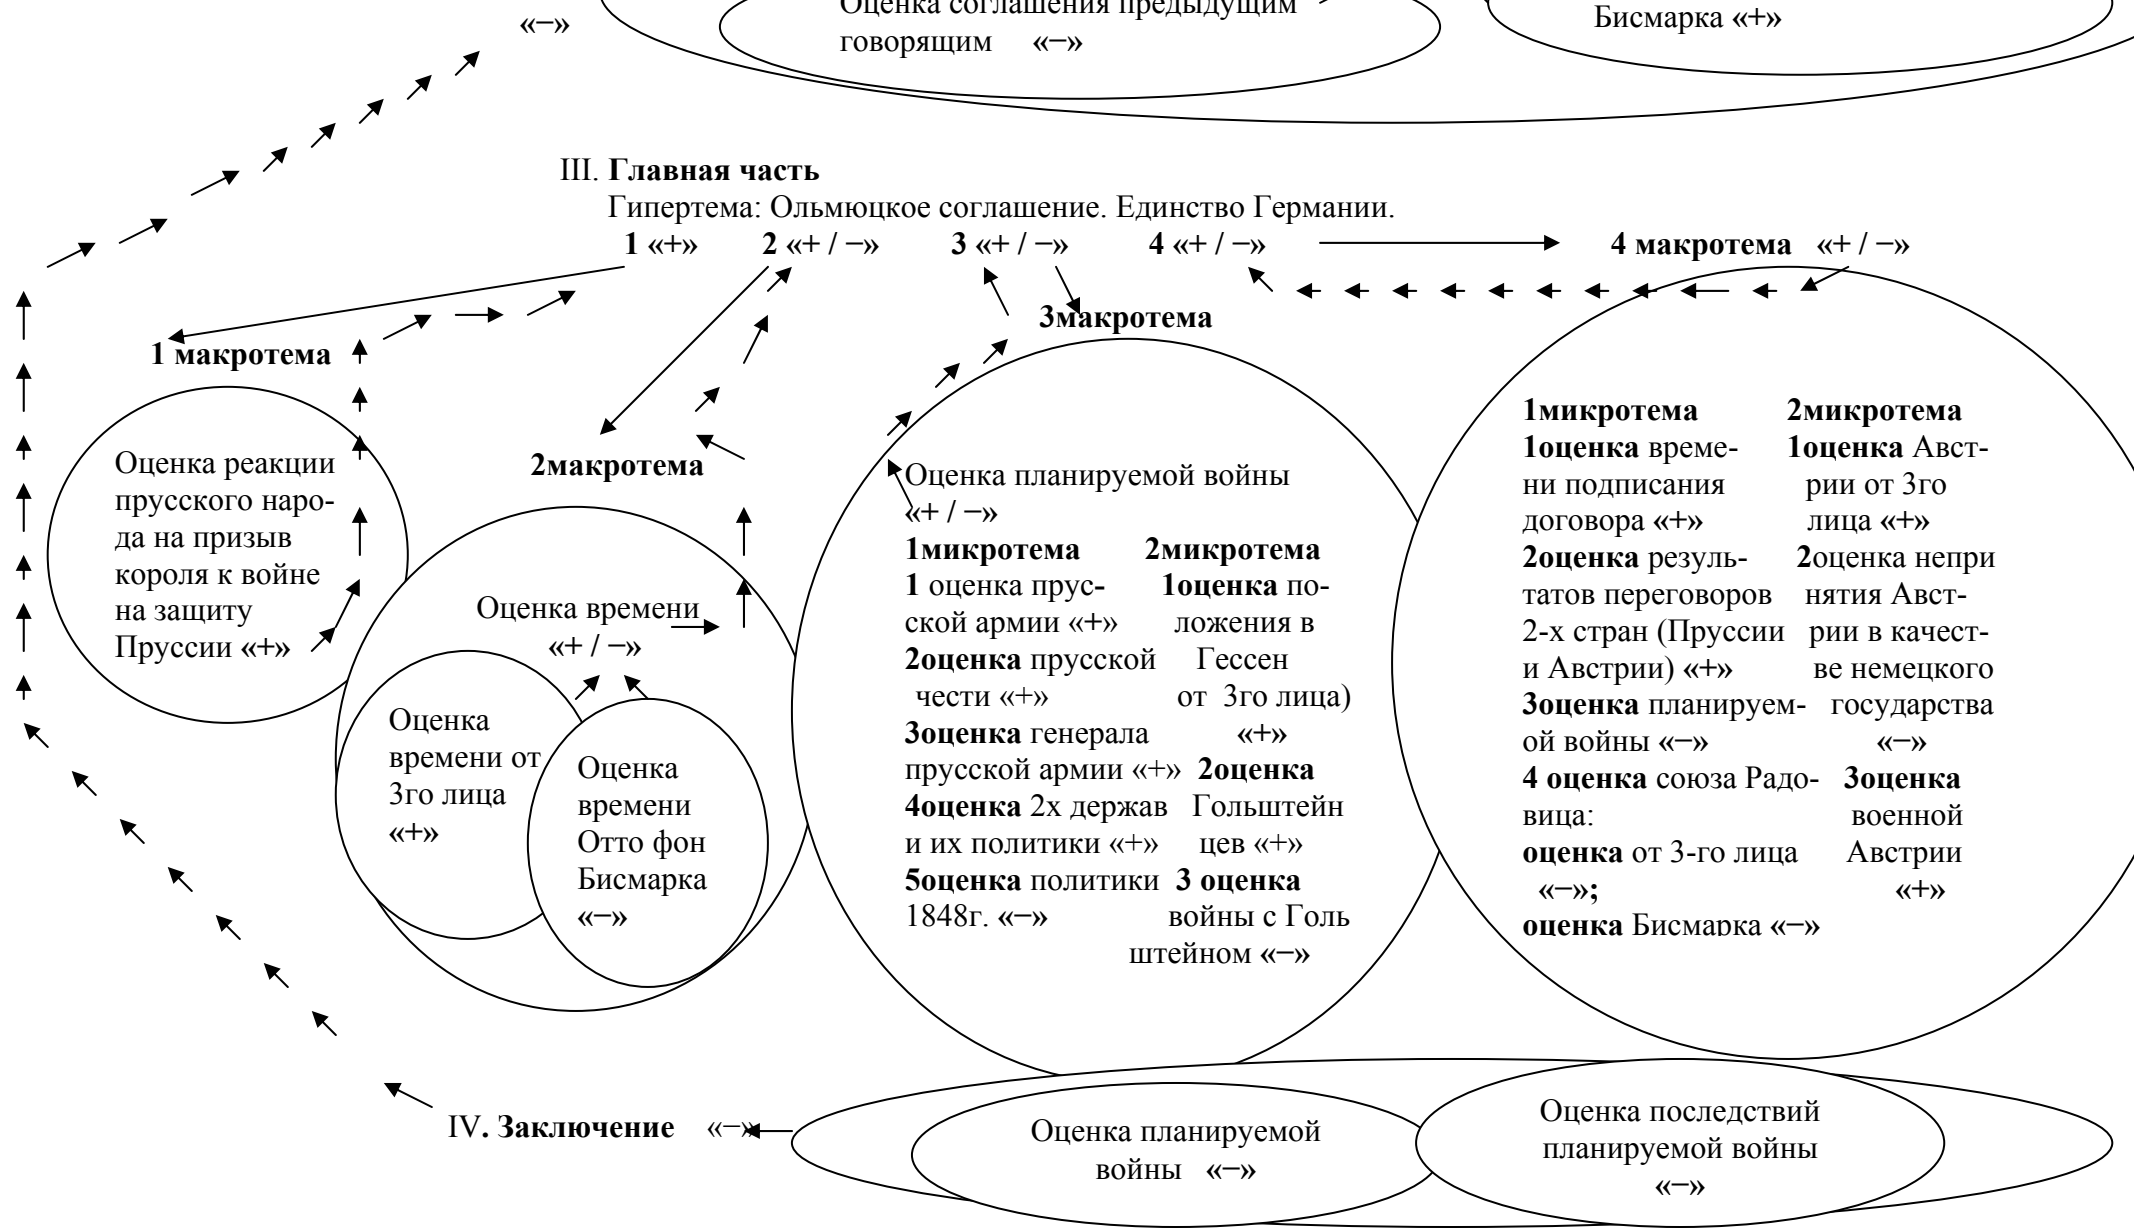 Оценка соглашения предыдущим
говорящим «−»
Бисмарка «+»
«−»
III. Главная часть
Гипертема: Ольмюцкое соглашение. Единство Германии.
1 «+» 2 «+ / −» 3 «+ / −» 4 «+ / −» 4 макротема «+ / −»
1 макротема
Оценка реакции
прусского наро-
да на призыв
короля к войне
на защиту
Пруссии «+»
2макротема
Оценка времени
«+ / −»
Оценка
времени от
3го лица
«+»
Оценка
времени
Отто фон
Бисмарка
«−»
3макротема
Оценка планируемой войны
«+ / −»
1микротема
1 оценка прус-
ской армии «+»
2оценка прусской
чести «+»
3оценка генерала
прусской армии «+»
4оценка 2х держав
и их политики «+»
5оценка политики
1848г. «−»
2микротема
1оценка по-
ложения в
Гессен
от 3го лица)
«+»
2оценка
Гольштейн
цев «+»
3 оценка
войны с Голь
штейном «−»
1микротема
1оценка време-
ни подписания
договора «+»
2оценка резуль-
татов переговоров
2-х стран (Пруссии
и Австрии) «+»
3оценка планируем-
ой войны «−»
4 оценка союза Радо-
вица:
оценка от 3-го лица
«−»;
оценка Бисмарка «−»
2микротема
1оценка Авст-
рии от 3го
лица «+»
2оценка непри
нятия Авст-
рии в качест-
ве немецкого
государства
«−»
3оценка
военной
Австрии
«+»
IV. Заключение «−»
Оценка планируемой
войны «−»
Оценка последствий
планируемой войны
«−»